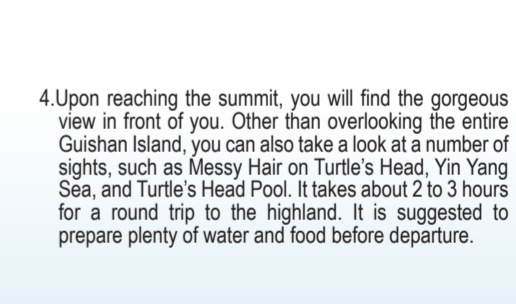 4.Upon reaching the summit, you will find the gorgeous
view in front of you. Other than overlooking the entire
Guishan Island, you can also take a look at a number of
sights, such as Messy Hair on Turtle's Head, Yin Yang
Sea, and Turtle's Head Pool. It takes about 2 to 3 hours
for a round trip to the highland. It is suggested to
prepare plenty of water and food before departure.